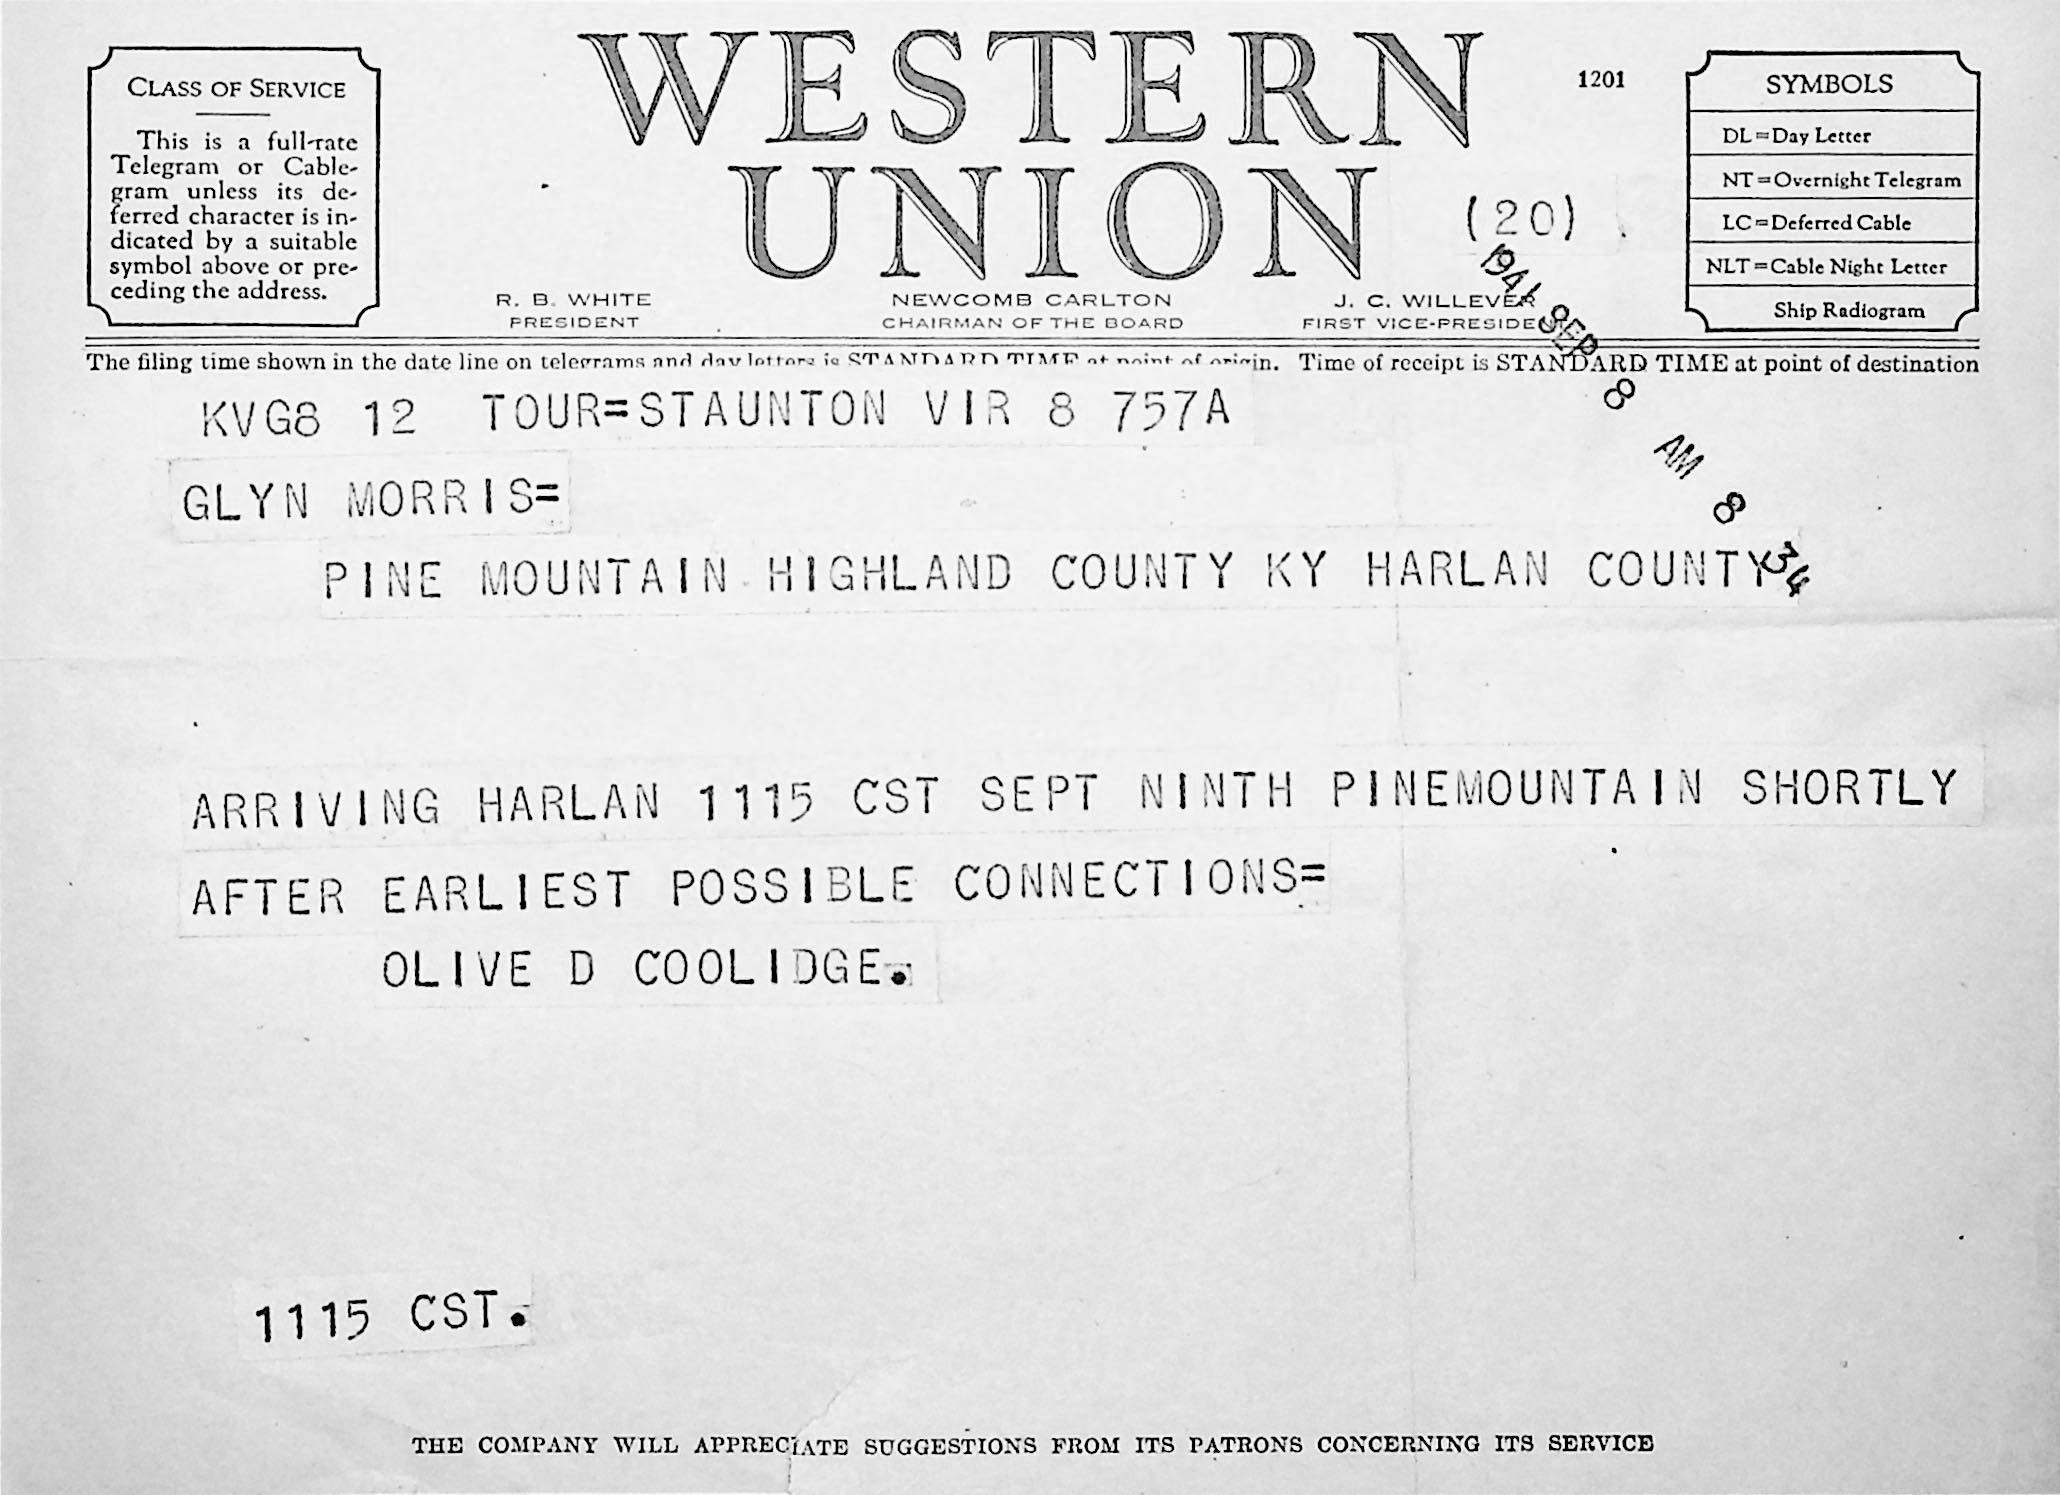 CLASS OF SERVICE
This is a full-rate
Telegram or Cable-
gram unless its de-
ferred character is in-
dicated by a suitable
symbol above or pre-
ceding the address.
WESTERN
UNION
1201
(20)
SYMBOLS
DL=Day Letter
NT=Overnight Telegram
LC=Deferred Cable
NLT=Cable Night Letter
Ship Radiogram
R. B. WHITE
PRESIDENT
NEWCOMB CARLTON
CHAIRMAN OF THE BOARD
J. C. WILLEVER
FIRST VICE-PRESIDENT
1941 SEP 8 AM 8 34
The filing time shown in the date line on telegrams and day letters is STANDARD TIME at point of origin. Time of receipt is STANDARD TIME at point of destination
KVG8 12 TOUR=STAUNTON VIR 8 757A
GLYN MORRIS=
PINE MOUNTAIN HIGHLAND COUNTY KY HARLAN COUNTY
ARRIVING HARLAN 1115 CST SEPT NINTH PINEMOUNTAIN SHORTLY
AFTER EARLIEST POSSIBLE CONNECTIONS=
OLIVE D COOLIDGE.
1115 CST.
THE COMPANY WILL APPRECIATE SUGGESTIONS FROM ITS PATRONS CONCERNING ITS SERVICE